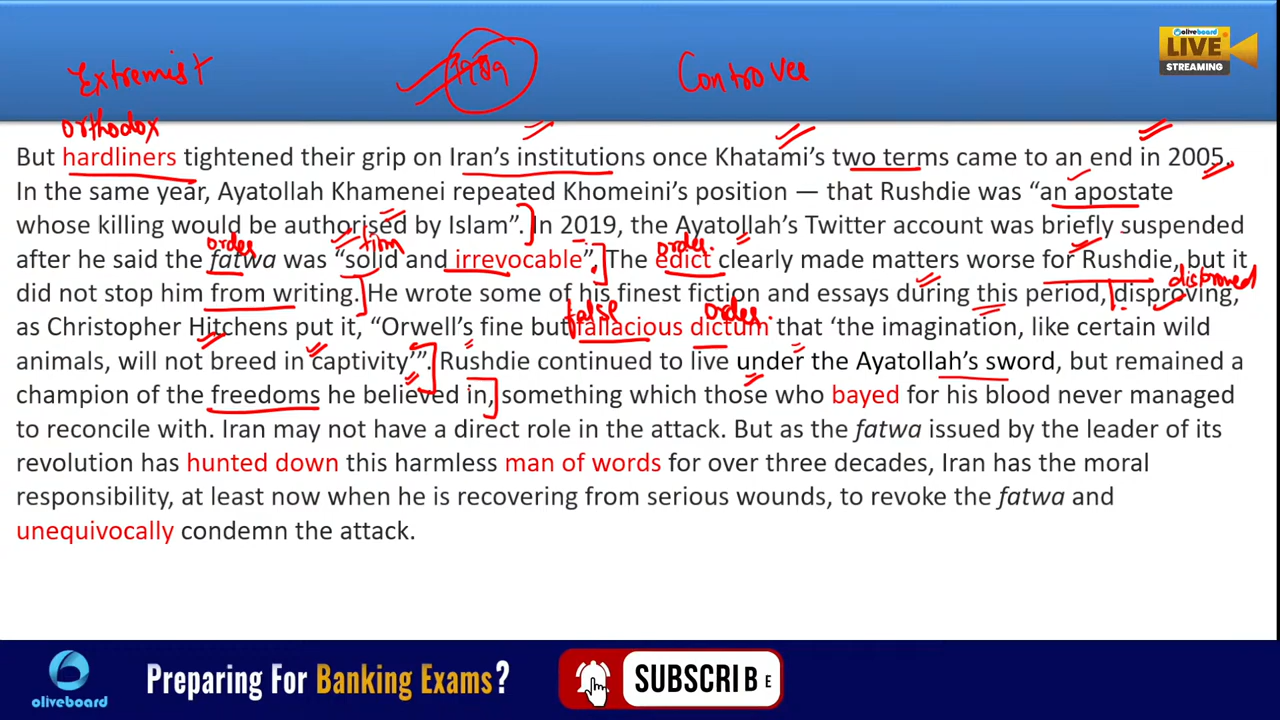 oliveboard
LIVE
STREAMING
Extremist
1989
Controve
orthodox
But hardliners tightened their grip on Iran's institutions once Khatami's two terms came to an end in 2005.
In the same year, Ayatollah Khamenei repeated Khomeini's position — that Rushdie was “an apostate
whose killing would be authorised by Islam”. In 2019, the Ayatollah's Twitter account was briefly suspended
order
firm
order.
after he said the fatwa was “solid and irrevocable”. The edict clearly made matters worse for Rushdie, but it
disproved
did not stop him from writing. He wrote some of his finest fiction and essays during this period, disproving,
false
order.
as Christopher Hitchens put it, “Orwell's fine but fallacious dictum that ‘the imagination, like certain wild
animals, will not breed in captivity’”. Rushdie continued to live under the Ayatollah's sword, but remained a
champion of the freedoms he believed in, something which those who bayed for his blood never managed
to reconcile with. Iran may not have a direct role in the attack. But as the fatwa issued by the leader of its
revolution has hunted down this harmless man of words for over three decades, Iran has the moral
responsibility, at least now when he is recovering from serious wounds, to revoke the fatwa and
unequivocally condemn the attack.
oliveboard
Preparing For Banking Exams?
SUBSCRIBE